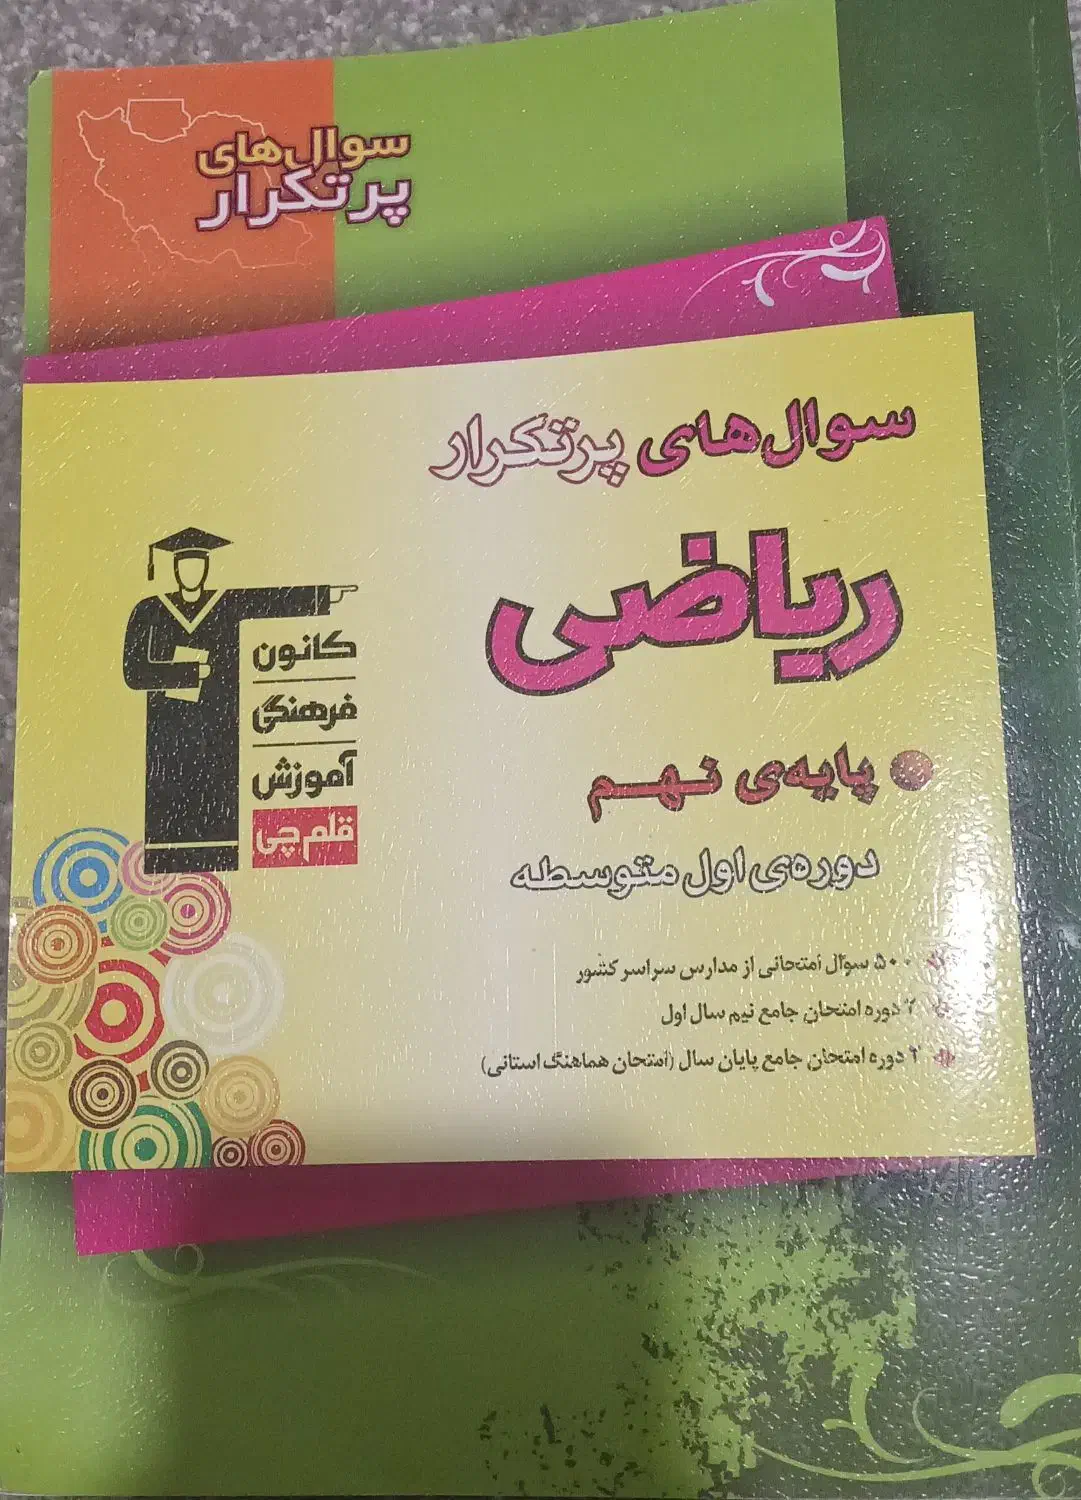 سوال‌های
پرتکرار
سوال‌های پرتکرار
ریاضی
پایه‌ی نهم
دوره‌ی اول متوسطه
کانون
فرهنگی
آموزش
قلم‌چی
۵۰۰ سوال امتحانی از مدارس سراسر کشور
۲ دوره امتحان جامع نیم سال اول
۲ دوره امتحان جامع پایان سال (امتحان هماهنگ استانی)